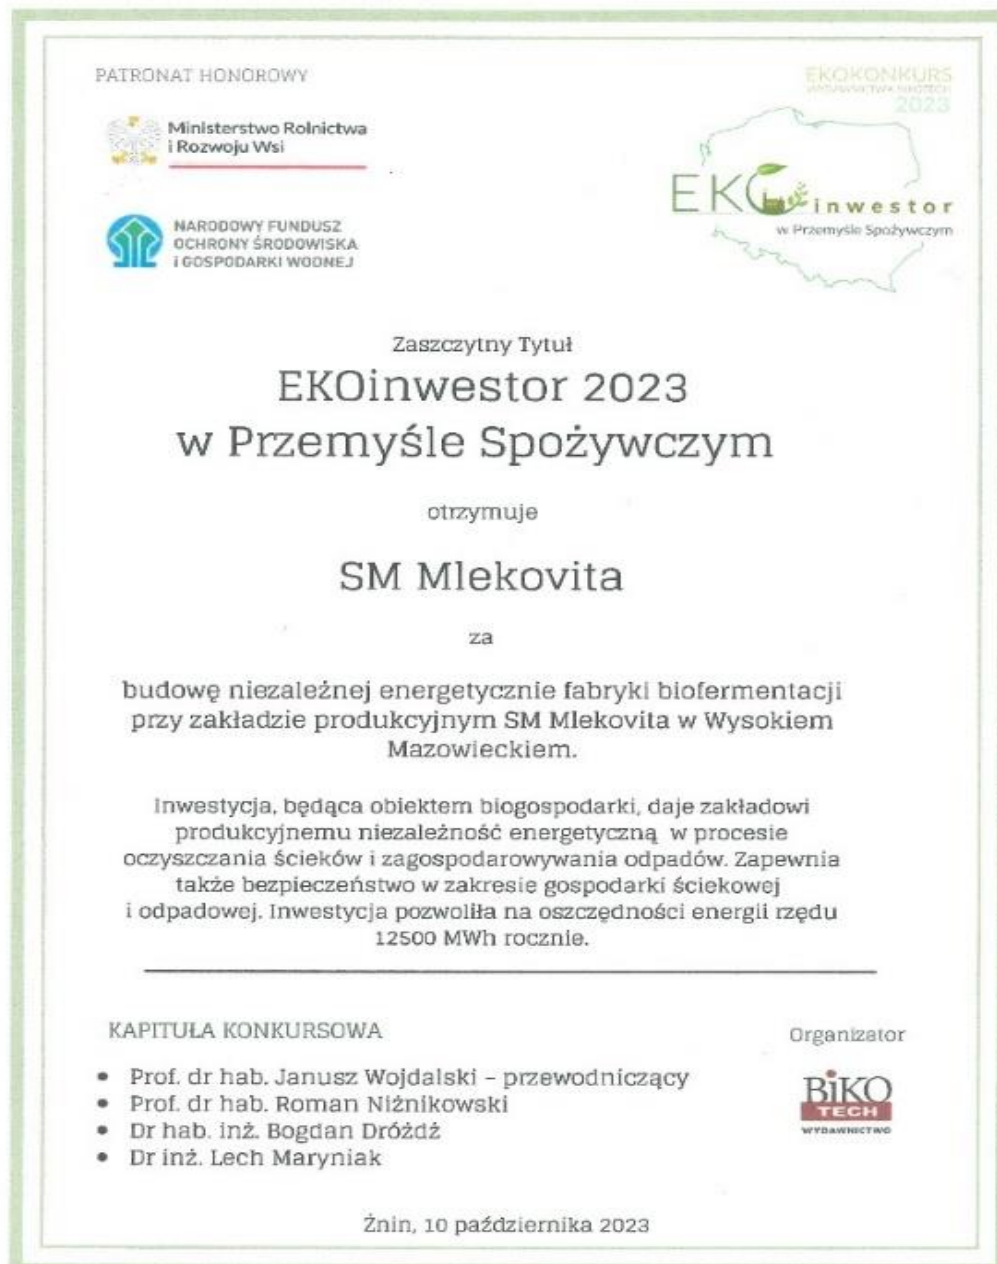 PATRONAT HONOROWY
Ministerstwo Rolnictwa
i Rozwoju Wsi
NARODOWY FUNDUSZ
OCHRONY ŚRODOWISKA
i GOSPODARKI WODNEJ
EKOKONKURS
WYDAWNICTWA BIKOTECH
2023
EKOinwestor
w Przemyśle Spożywczym
Zaszczytny Tytuł
EKOinwestor 2023
w Przemyśle Spożywczym
otrzymuje
SM Mlekovita
za
budowę niezależnej energetycznie fabryki biofermentacji
przy zakładzie produkcyjnym SM Mlekovita w Wysokiem
Mazowieckiem.
Inwestycja, będąca obiektem biogospodarki, daje zakładowi
produkcyjnemu niezależność energetyczną w procesie
oczyszczania ścieków i zagospodarowywania odpadów. Zapewnia
także bezpieczeństwo w zakresie gospodarki ściekowej
i odpadowej. Inwestycja pozwoliła na oszczędności energii rzędu
12500 MWh rocznie.
KAPITUŁA KONKURSOWA
• Prof. dr hab. Janusz Wojdalski – przewodniczący
• Prof. dr hab. Roman Niżnikowski
• Dr hab. inż. Bogdan Dróżdż
• Dr inż. Lech Maryniak
Organizator
BiKO
TECH
WYDAWNICTWO
Żnin, 10 października 2023